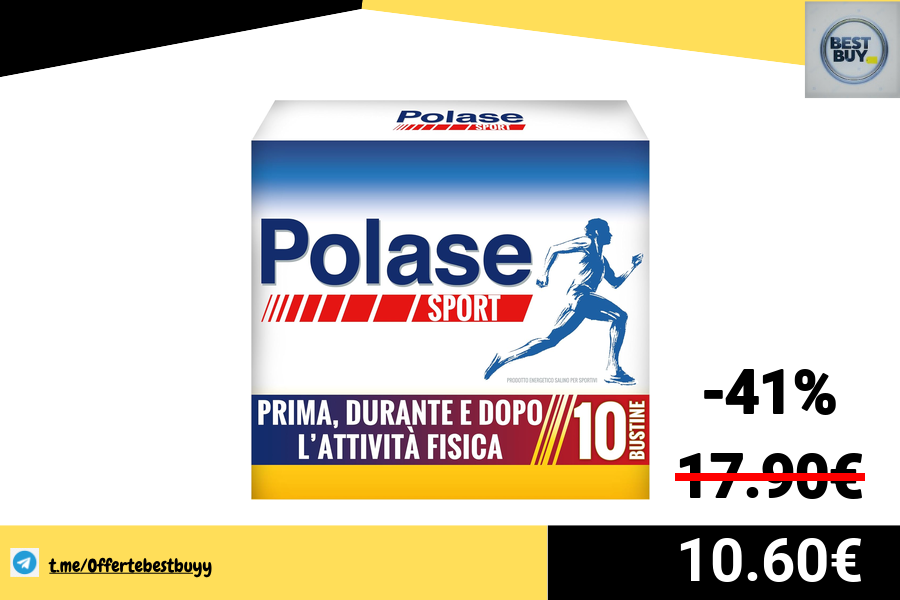 BEST
BUY
Polase
SPORT
Polase
SPORT
PRODOTTO ENERGETICO SALINO PER SPORTIVI
PRIMA, DURANTE E DOPO
L'ATTIVITÀ FISICA
10
BUSTINE
-41%
17.90€
10.60€
t.me/Offertebestbuyy